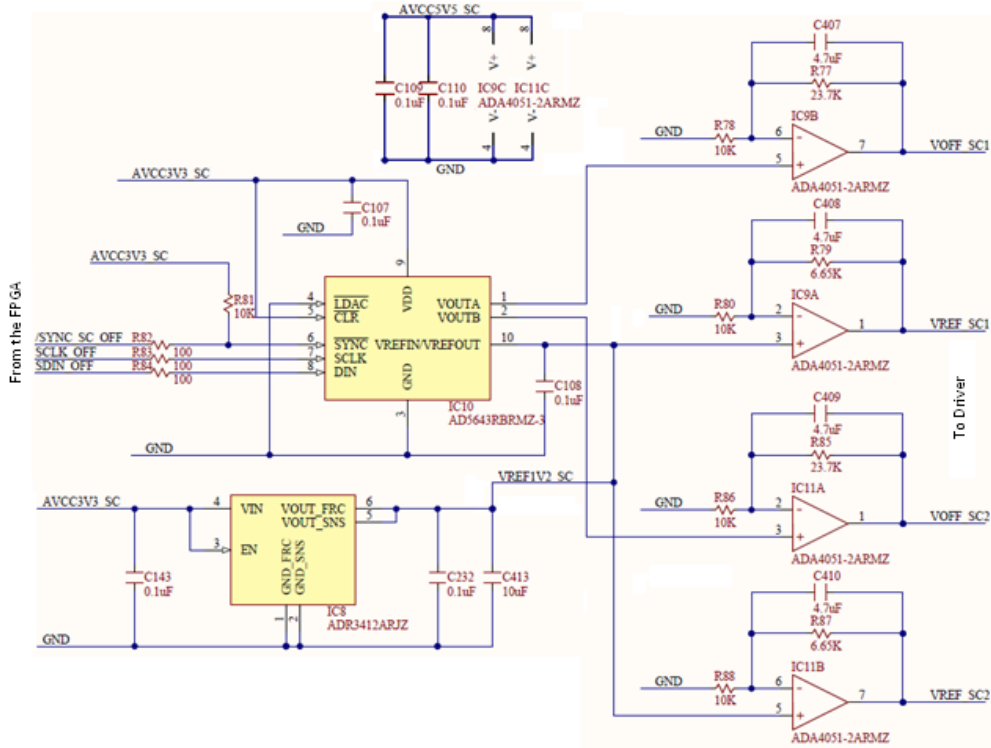 AVCC5V5_SC
8
8
V+
V+
C109
0.1uF
C110
0.1uF
IC9C
IC11C
ADA4051-2ARMZ
V-
V-
4
4
GND
AVCC3V3_SC
C107
0.1uF
GND
AVCC3V3_SC
R81
10K
From the FPGA
/SYNC_SC_OFF
R82
SCLK_OFF
R83
100
SDIN_OFF
R84
100
9
4
LDAC
5
CLR
6
SYNC
7
SCLK
8
DIN
VDD
VOUTA
1
VOUTB
2
VREFIN/VREFOUT
10
GND
3
IC10
AD5643RBRMZ-3
C108
0.1uF
GND
VREF1V2_SC
AVCC3V3_SC
4
VIN
3
EN
VOUT_FRC
6
VOUT_SNS
5
GND_FRC
GND_SNS
1
2
IC8
ADR3412ARJZ
C143
0.1uF
C232
0.1uF
C413
10uF
GND
C407
4.7uF
R77
23.7K
IC9B
GND
R78
10K
6
-
5
+
7
VOFF_SC1
ADA4051-2ARMZ
C408
4.7uF
R79
6.65K
IC9A
GND
R80
10K
2
-
3
+
1
VREF_SC1
ADA4051-2ARMZ
To Driver
C409
4.7uF
R85
23.7K
IC11A
GND
R86
10K
2
-
3
+
1
VOFF_SC2
ADA4051-2ARMZ
C410
4.7uF
R87
6.65K
IC11B
GND
R88
10K
6
-
5
+
7
VREF_SC2
ADA4051-2ARMZ